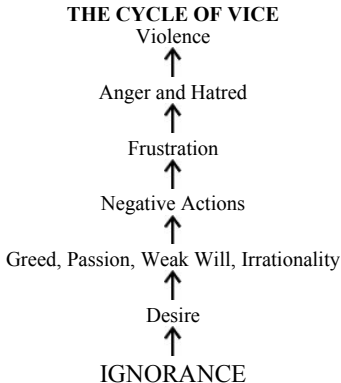 THE CYCLE OF VICE
Violence
Anger and Hatred
Frustration
Negative Actions
Greed, Passion, Weak Will, Irrationality
Desire
IGNORANCE